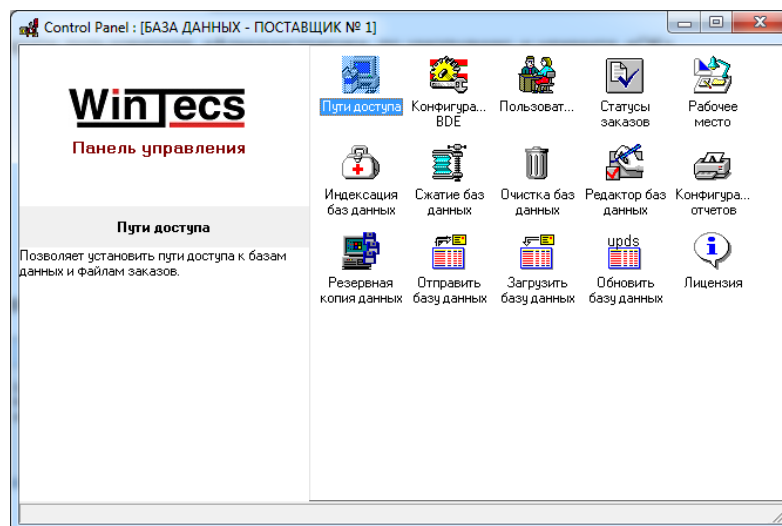 Control Panel : [БАЗА ДАННЫХ - ПОСТАВЩИК № 1]
WinTecs
Панель управления
Пути доступа
Позволяет установить пути доступа к базам
данных и файлам заказов.
Пути доступа
Конфигура...
BDE
Пользоват...
Статусы
заказов
Рабочее
место
Индексация
баз данных
Сжатие баз
данных
Очистка баз
данных
Редактор баз
данных
Конфигура...
отчетов
Резервная
копия данных
Отправить
базу данных
Загрузить
базу данных
upds
Обновить
базу данных
Лицензия